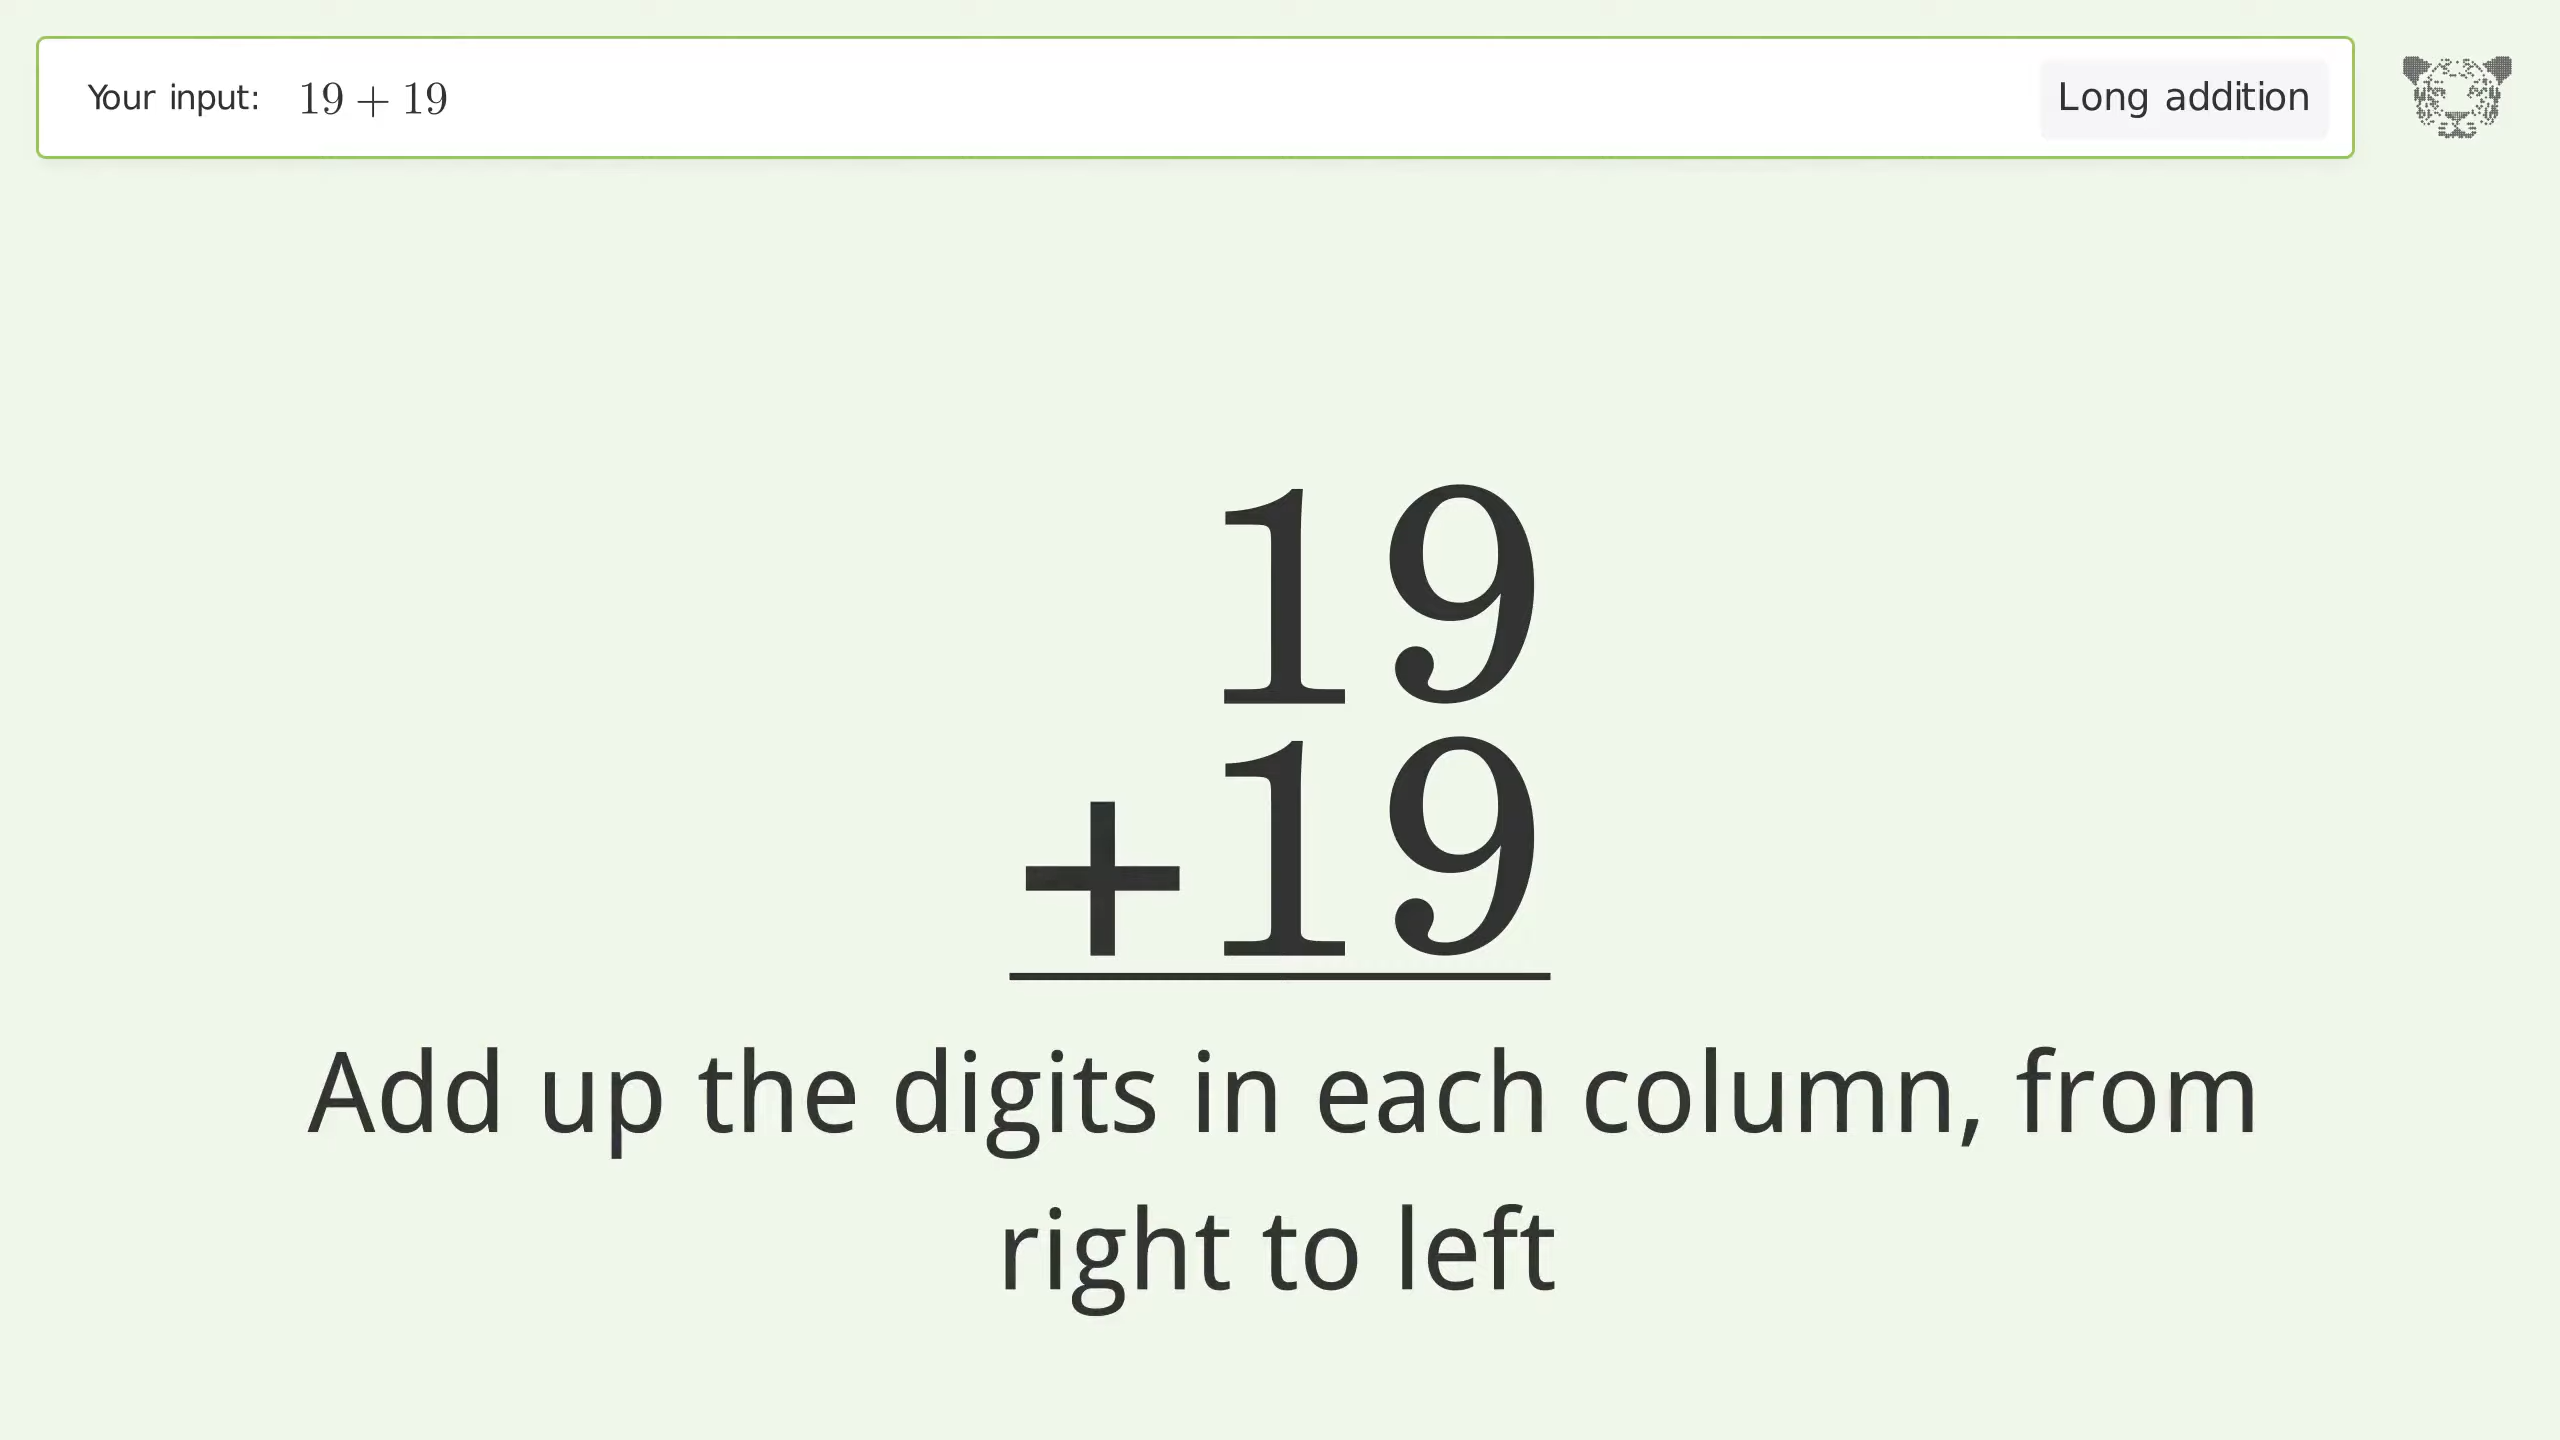 Your input: 19 + 19
Long addition
19
+19
Add up the digits in each column, from
right to left